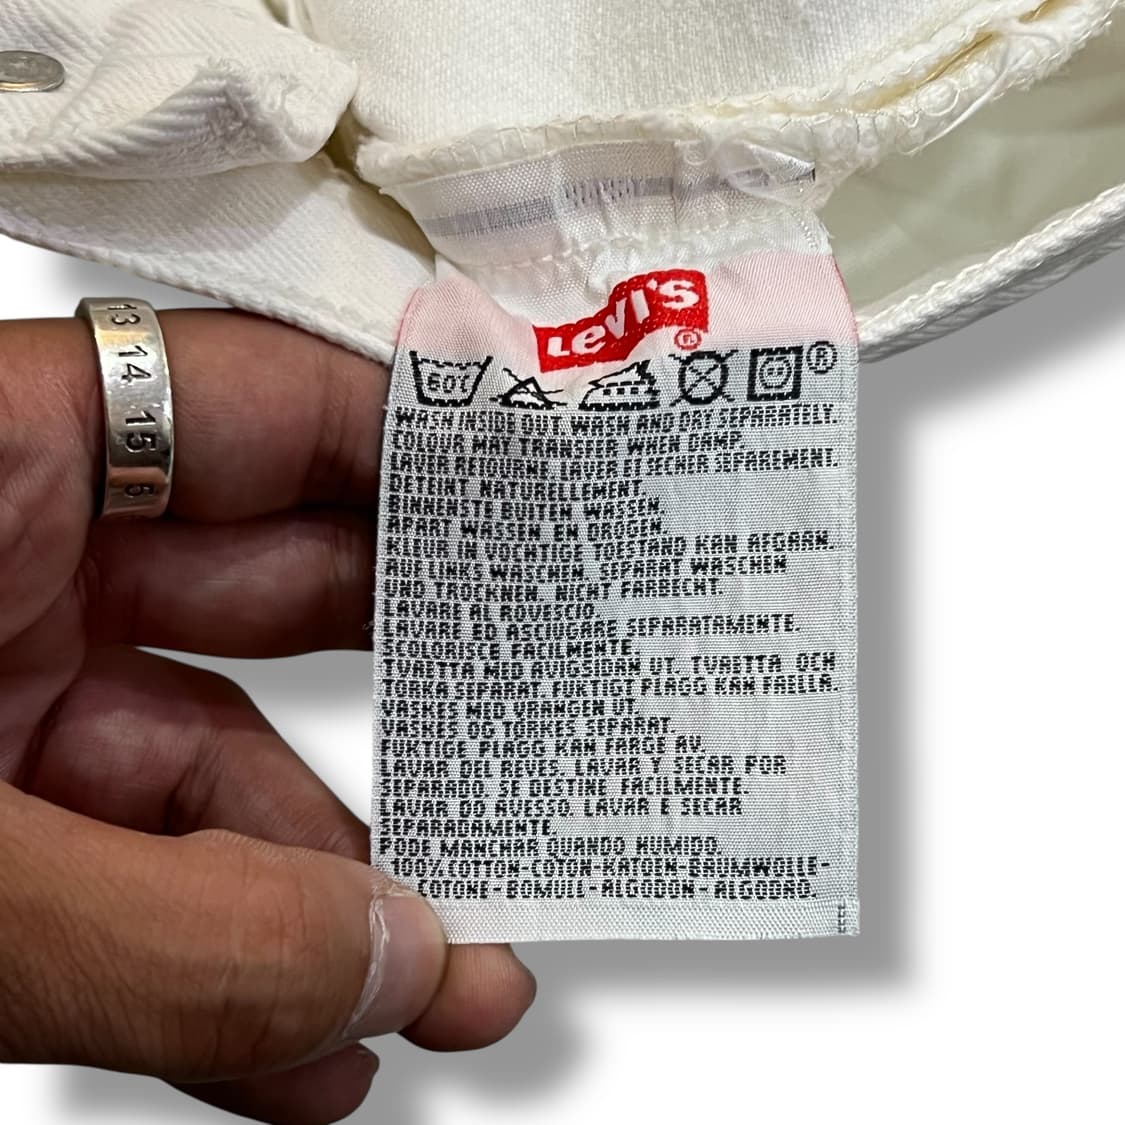 13 14 15 6
Levi's ®
60C ®
WASH INSIDE OUT. WASH AND DRY SEPARATELY.
COLOUR MAY TRANSFER WHEN DAMP.
LAVER RETOURNE. LAVER ET SECHER SEPAREMENT.
DETEINT NATURELLEMENT
BINNENSTE BUITEN WASSEN.
APART WASSEN EN DROGEN.
KLEUR IN VOCHTIGE TOESTAND KAN AFGAAN.
AUF LINKS WASCHEN. SEPARAT WASCHEN
UND TROCKNEN. NICHT FARBECHT.
LAVARE AL ROVESCIO.
LAVARE ED ASCIUGARE SEPARATAMENTE.
SCOLORISCE FACILMENTE.
TVAETTA MED AVIGSIDAN UT. TVAETTA OCH
TORKA SEPARAT. FUKTIGT PLAGG KAN FAELLA.
VASKES MED VRANGEN UT.
VASKES OG TORKES SEPARAT.
FUKTIGE PLAGG KAN FARGE AV.
LAVAR DEL REVES. LAVAR Y SECAR POR
SEPARADO. SE DESTINE FACILMENTE.
LAVAR DO AVESSO. LAVAR E SECAR
SEPARADAMENTE
PODE MANCHAR QUANDO HUMIDO.
100%COTTON-COTON-KATOEN-BAUMWOLLE-
COTONE-BOMULL-ALGODON-ALGODAO.